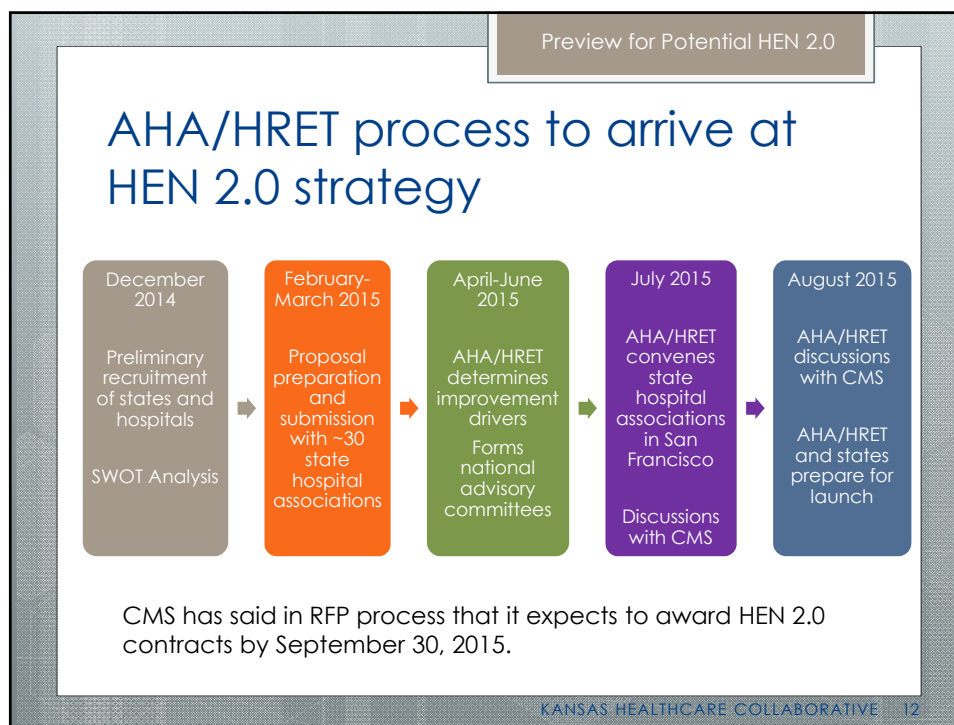 Preview for Potential HEN 2.0
AHA/HRET process to arrive at
HEN 2.0 strategy
December
2014
Preliminary
recruitment
of states and
hospitals
SWOT Analysis
February-
March 2015
Proposal
preparation
and
submission
with ~30
state
hospital
associations
April-June
2015
AHA/HRET
determines
improvement
drivers
Forms
national
advisory
committees
July 2015
AHA/HRET
convenes
state
hospital
associations
in San
Francisco
Discussions
with CMS
August 2015
AHA/HRET
discussions
with CMS
AHA/HRET
and states
prepare for
launch
CMS has said in RFP process that it expects to award HEN 2.0
contracts by September 30, 2015.
KANSAS HEALTHCARE COLLABORATIVE 12